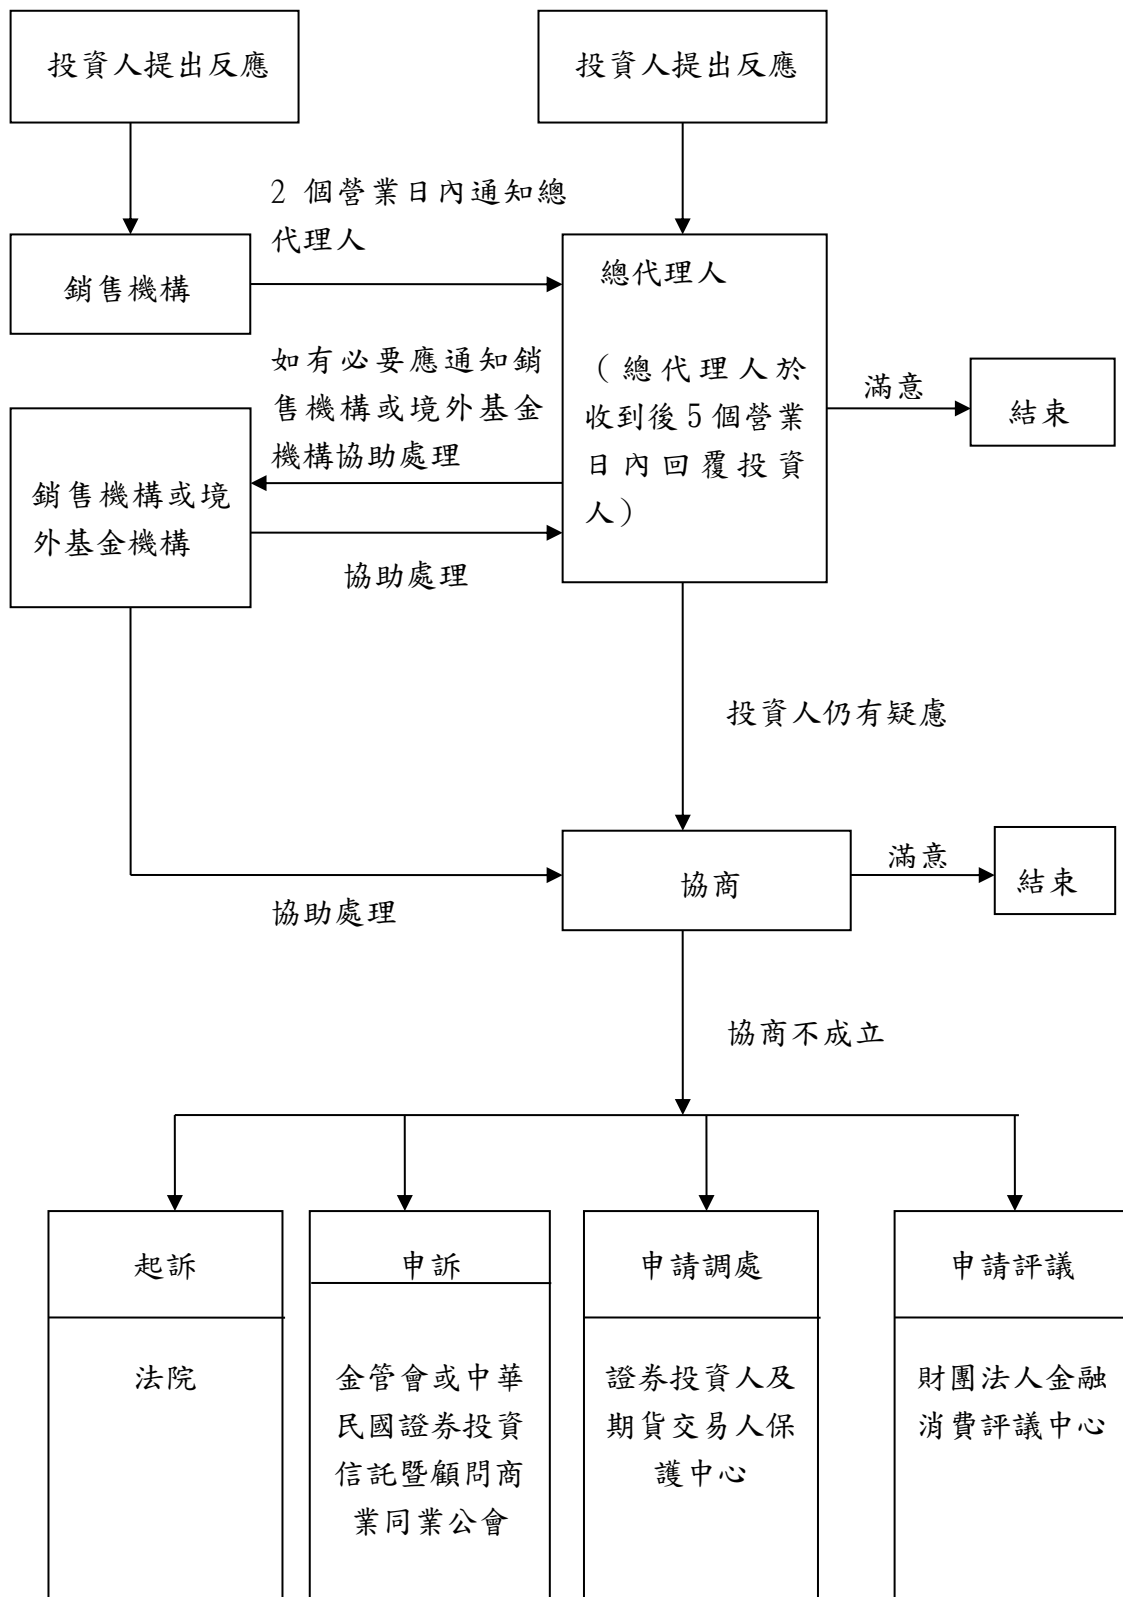 投資人提出反應
投資人提出反應
2 個營業日內通知總
代理人
銷售機構
總代理人
如有必要應通知銷
售機構或境外基金
機構協助處理
（總代理人於
收到後5個營業
日內回覆投資
人）
滿意
結束
銷售機構或境
外基金機構
協助處理
投資人仍有疑慮
協商
滿意
結束
協助處理
協商不成立
起訴
法院
申訴
金管會或中華
民國證券投資
信託暨顧問商
業同業公會
申請調處
證券投資人及
期貨交易人保
護中心
申請評議
財團法人金融
消費評議中心